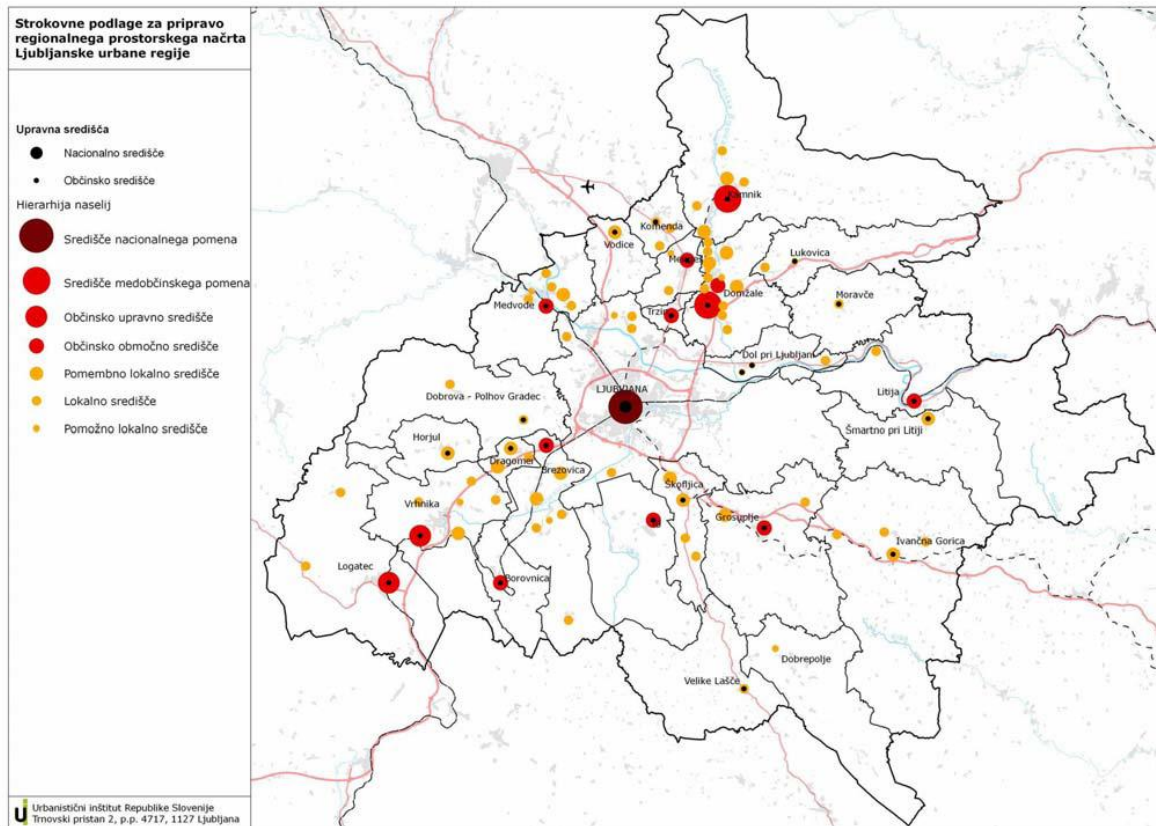 Strokovne podlage za pripravo
regionalnega prostorskega načrta
Ljubljanske urbane regije
Upravna središča
Nacionalno središče
Občinsko središče
Hierarhija naselij
Središče nacionalnega pomena
Središče medobčinskega pomena
Občinsko upravno središče
Občinsko območno središče
Pomembno lokalno središče
Lokalno središče
Pomožno lokalno središče
Kamnik
Komenda
Vodice
Lukovica
Domžale
Moravče
Medvode
Trzin
Dol pri Ljubljani
LJUBLJANA
Litija
Dobrova - Polhov Gradec
Šmartno pri Litiji
Horjul
Dragomer
Brezovica
Škofljica
Vrhnika
Grosuplje
Ivančna Gorica
Logatec
Borovnica
Dobrepolje
Velike Lašče
Urbanistični inštitut Republike Slovenije
Trnovski pristan 2, p.p. 4717, 1127 Ljubljana